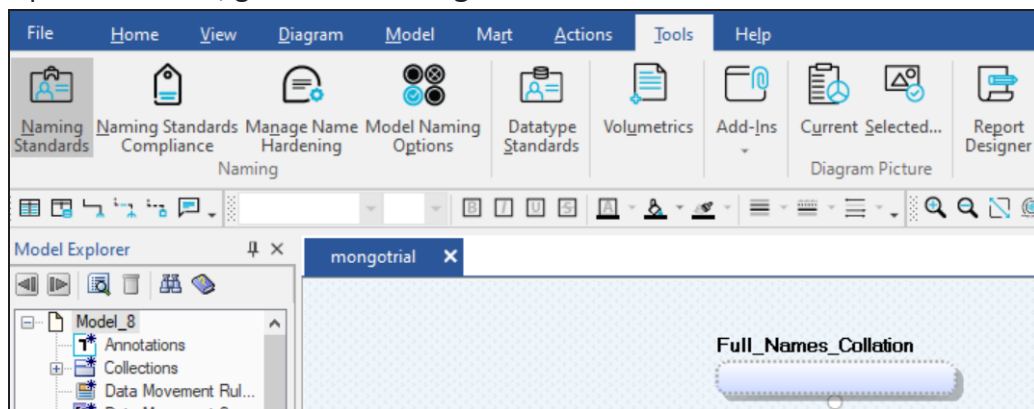 File Home View Diagram Model Mart Actions Tools Help
Naming Standards Naming Standards Compliance Manage Name Hardening Model Naming Options Datatype Standards Volumetrics Add-Ins Current Selected... Report Designer
Naming Diagram Picture
B I U S A
Model Explorer
mongotrial
Model_8
Annotations
Full_Names_Collation
Collections
Data Movement Rul...